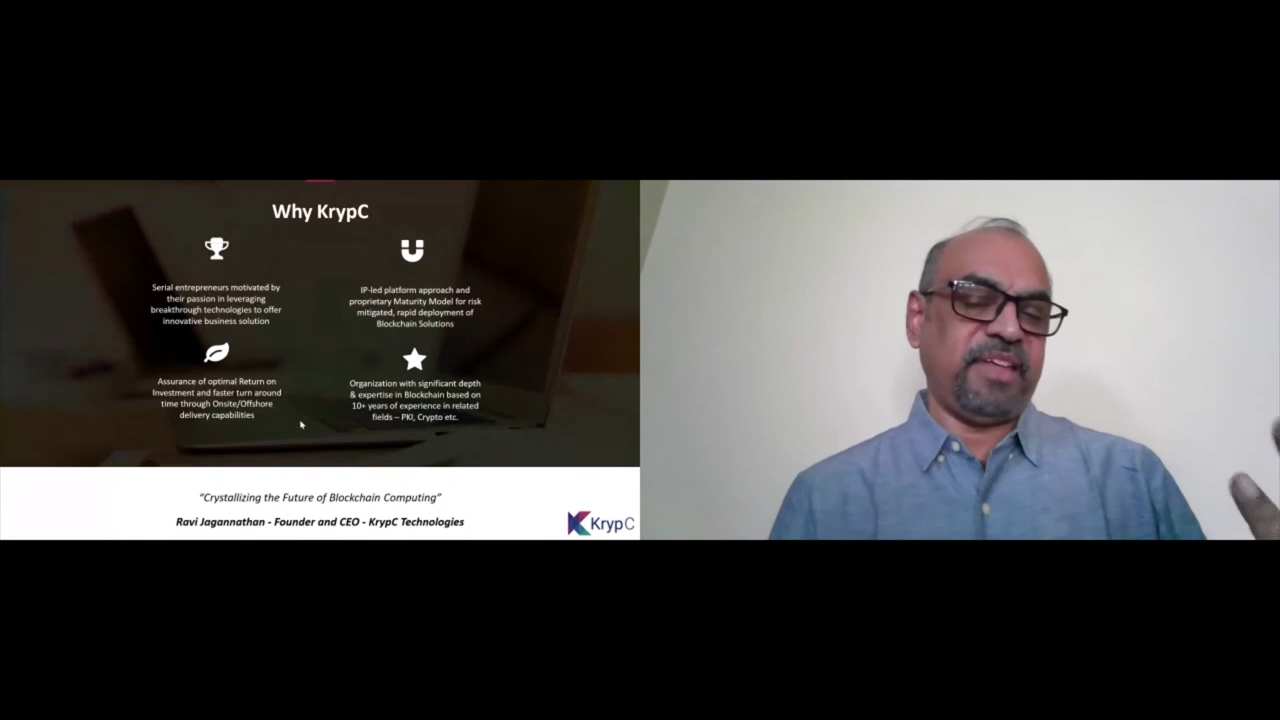 Why KrypC
Serial entrepreneurs motivated by
their passion in leveraging
breakthrough technologies to offer
innovative business solution
IP-led platform approach and
proprietary Maturity Model for risk
mitigated, rapid deployment of
Blockchain Solutions
Assurance of optimal Return on
Investment and faster turn around
time through Onsite/Offshore
delivery capabilities
Organization with significant depth
& expertise in Blockchain based on
10+ years of experience in related
fields – PKI, Crypto etc.
“Crystallizing the Future of Blockchain Computing”
Ravi Jagannathan - Founder and CEO - KrypC Technologies
KrypC